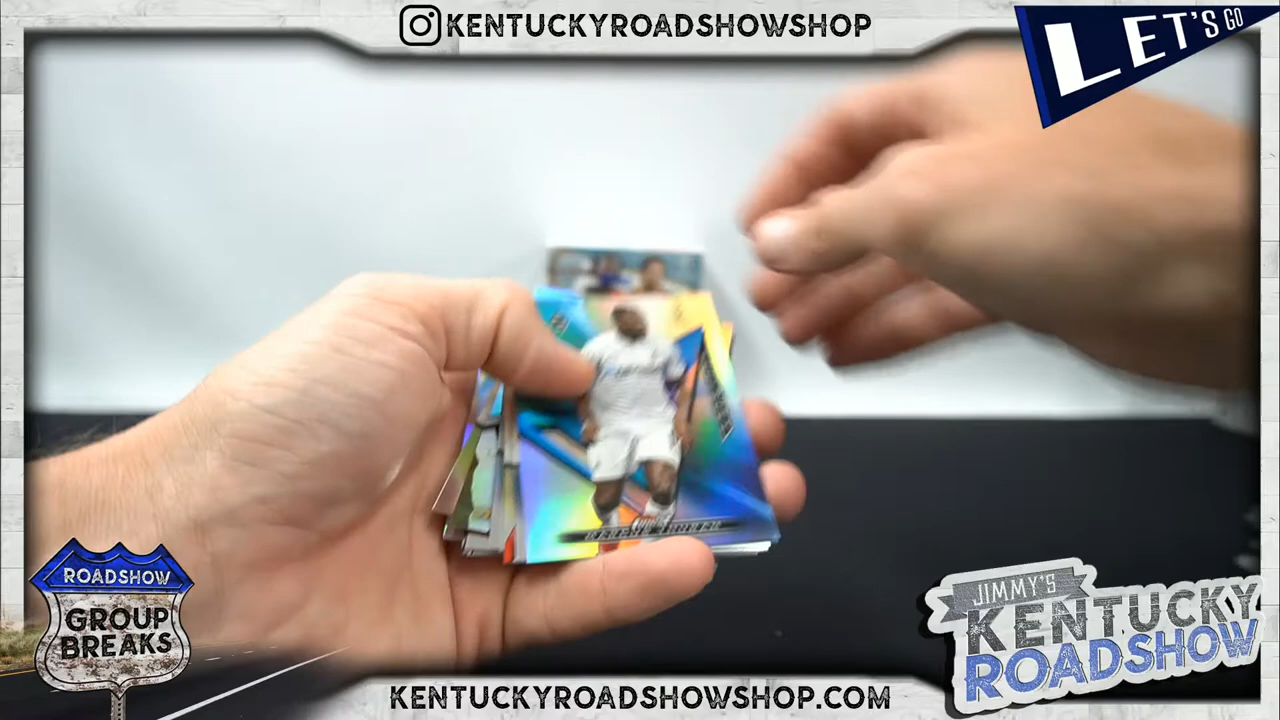 KENTUCKYROADSHOWSHOP
LET'S GO
ROADSHOW
GROUP
BREAKS
JIMMY'S
KENTUCKY
ROADSHOW
KENTUCKYROADSHOWSHOP.COM